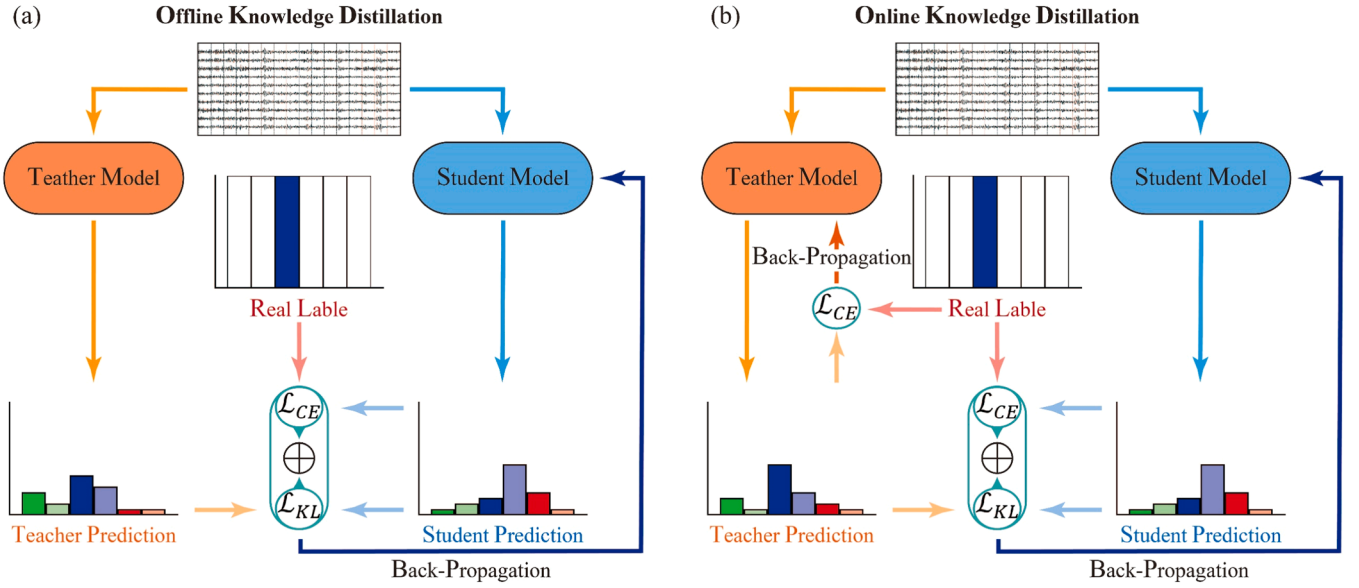 (a)
Offline Knowledge Distillation
Teather Model
Student Model
Real Lable
ℒCE
ℒKL
Teacher Prediction
Student Prediction
Back-Propagation
(b)
Online Knowledge Distillation
Teather Model
Student Model
Back-Propagation
ℒCE
Real Lable
ℒCE
ℒKL
Teacher Prediction
Student Prediction
Back-Propagation